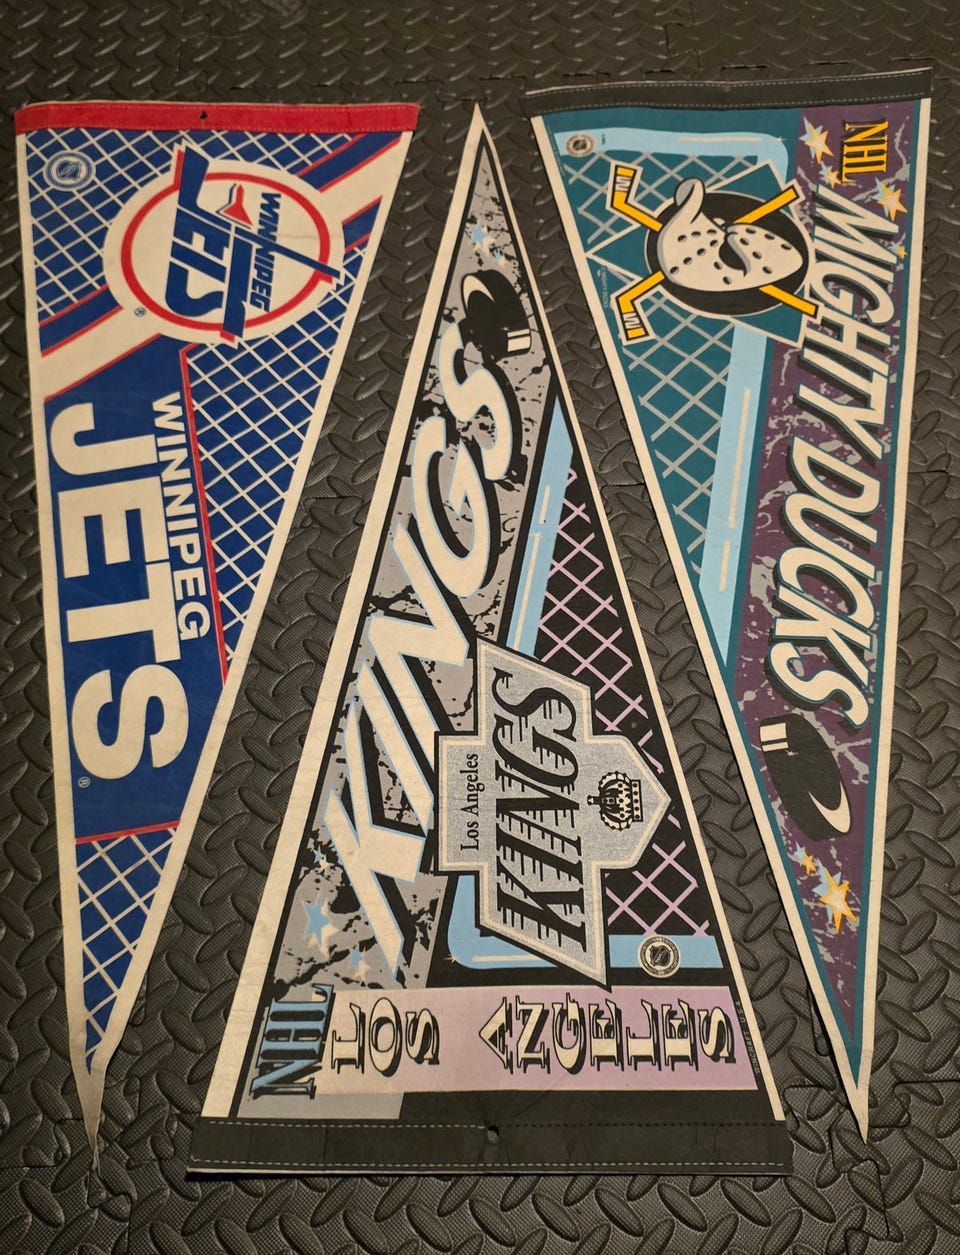 WINNIPEG
JETS
WINNIPEG
JETS
®
®
KINGS
Los Angeles
KINGS
NHL
LOS ANGELES
NHL
MIGHTY DUCKS